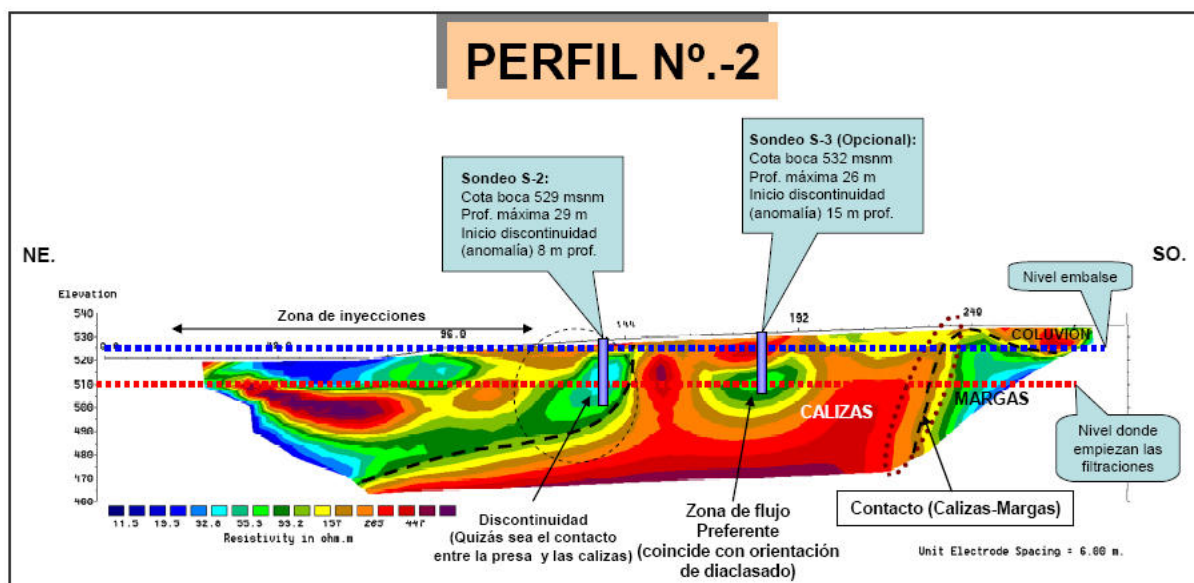 PERFIL Nº.-2
Sondeo S-2:
Cota boca 529 msnm
Prof. máxima 29 m
Inicio discontinuidad
(anomalía) 8 m prof.
Sondeo S-3 (Opcional):
Cota boca 532 msnm
Prof. máxima 26 m
Inicio discontinuidad
(anomalía) 15 m prof.
NE.
SO.
Nivel embalse
Elevation
Zona de inyecciones
540
530
520
510
500
490
480
470
460
0.0
48.0
96.0
144
192
240
COLUVIÓN
MARGAS
CALIZAS
Nivel donde
empiezan las
filtraciones
Contacto (Calizas-Margas)
Discontinuidad
(Quizás sea el contacto
entre la presa y las calizas)
Zona de flujo
Preferente
(coincide con orientación
de diaclasado)
11.5 19.5 32.8 55.3 93.2 157 265 447
Resistivity in ohm.m
Unit Electrode Spacing = 6.00 m.